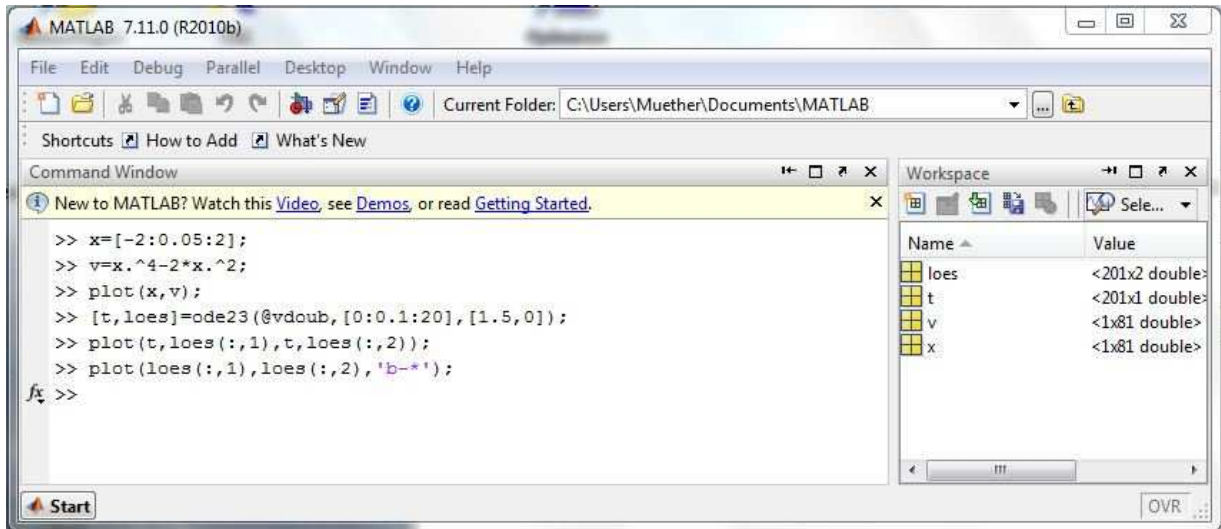 MATLAB 7.11.0 (R2010b)
File Edit Debug Parallel Desktop Window Help
Current Folder: C:\Users\Muether\Documents\MATLAB
Shortcuts How to Add What's New
Command Window
New to MATLAB? Watch this Video, see Demos, or read Getting Started.
>> x=[-2:0.05:2];
>> v=x.^4-2*x.^2;
>> plot(x,v);
>> [t,loes]=ode23(@vdoub,[0:0.1:20],[1.5,0]);
>> plot(t,loes(:,1),t,loes(:,2));
>> plot(loes(:,1),loes(:,2),'b-*');
fx >>
Workspace
Sele...
Name Value
loes <201x2 double>
t <201x1 double>
v <1x81 double>
x <1x81 double>
Start
OVR